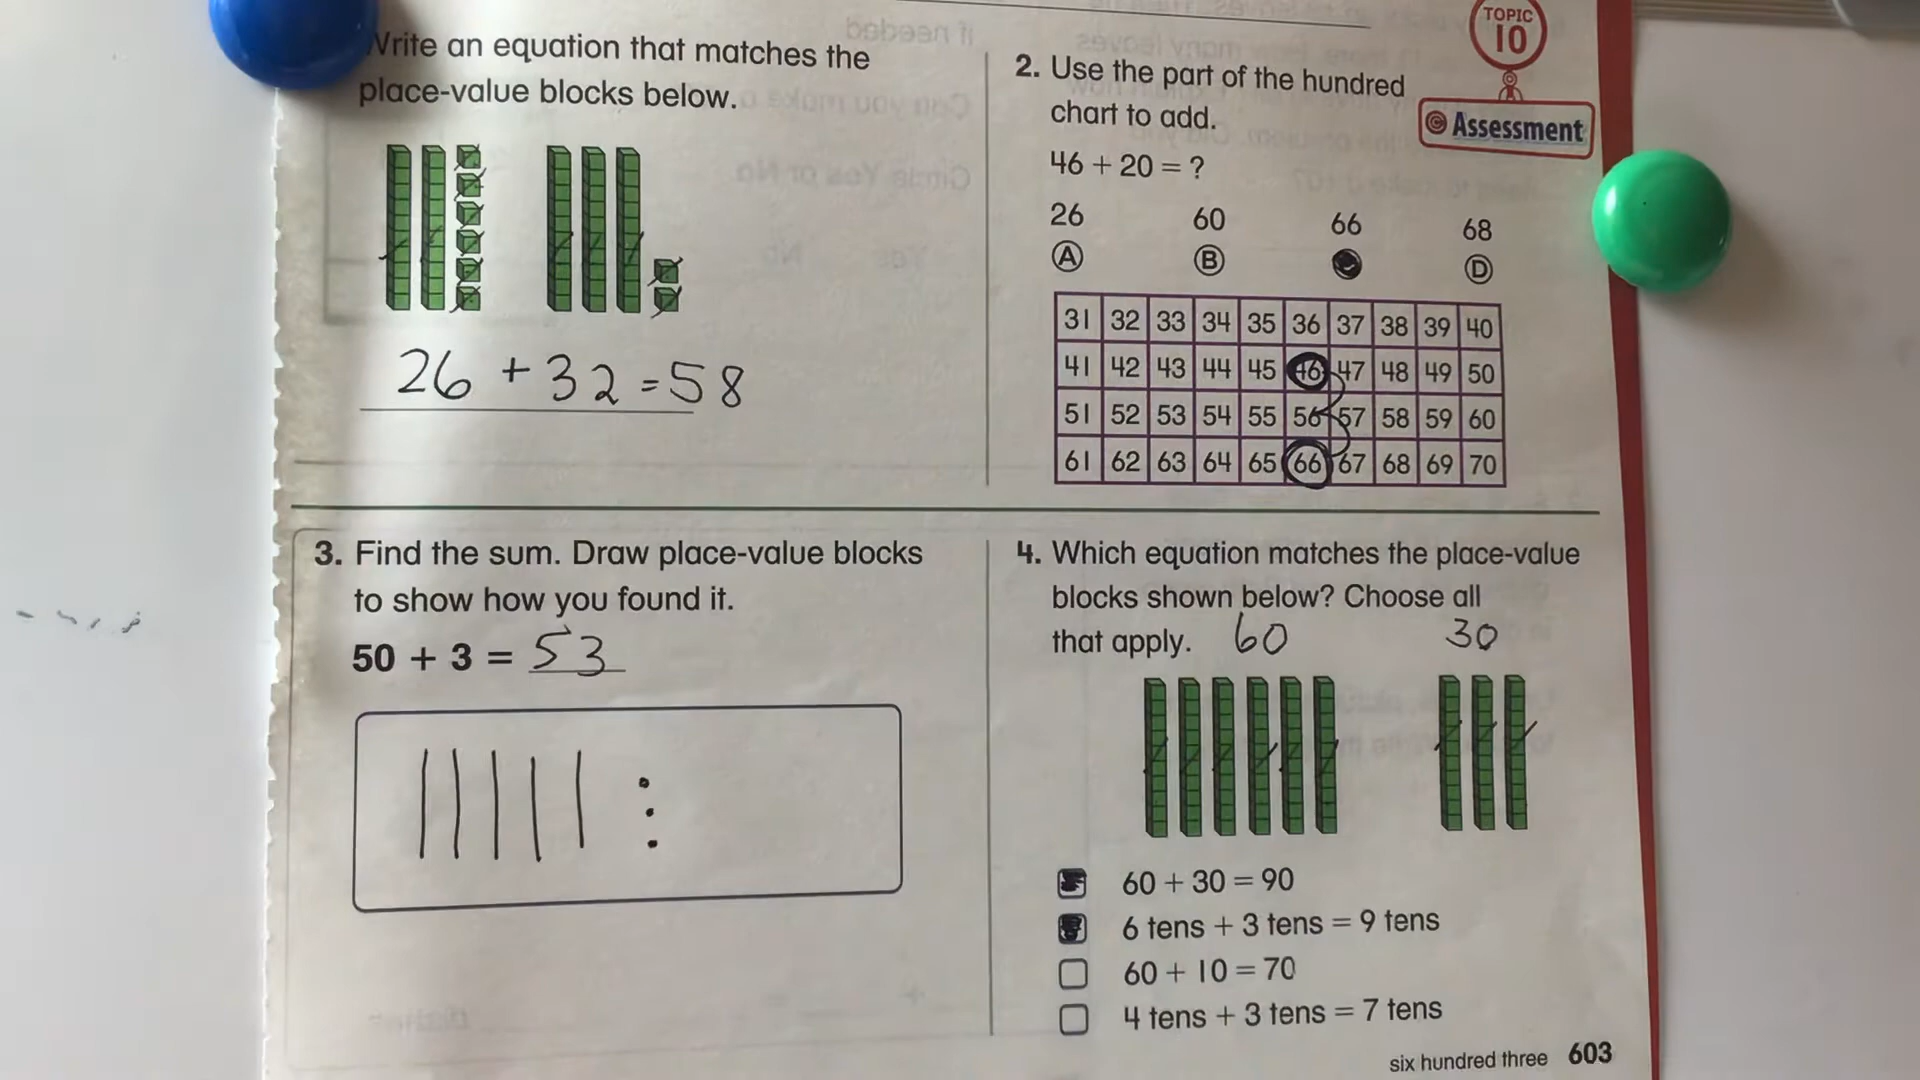 Write an equation that matches the
place-value blocks below.
26 + 32 = 58
TOPIC
10
Assessment
2. Use the part of the hundred
chart to add.
46 + 20 = ?
26 60 66 68
A B D
31 32 33 34 35 36 37 38 39 40
41 42 43 44 45 46 47 48 49 50
51 52 53 54 55 56 57 58 59 60
61 62 63 64 65 66 67 68 69 70
3. Find the sum. Draw place-value blocks
to show how you found it.
50 + 3 = 53
4. Which equation matches the place-value
blocks shown below? Choose all
that apply. 60 30
60 + 30 = 90
6 tens + 3 tens = 9 tens
60 + 10 = 70
4 tens + 3 tens = 7 tens
six hundred three 603